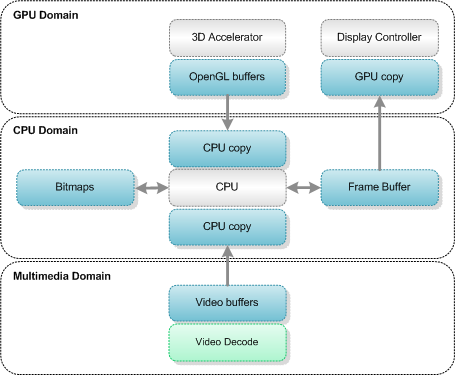 GPU Domain
3D Accelerator
Display Controller
OpenGL buffers
GPU copy
CPU Domain
CPU copy
Bitmaps
CPU
Frame Buffer
CPU copy
Multimedia Domain
Video buffers
Video Decode